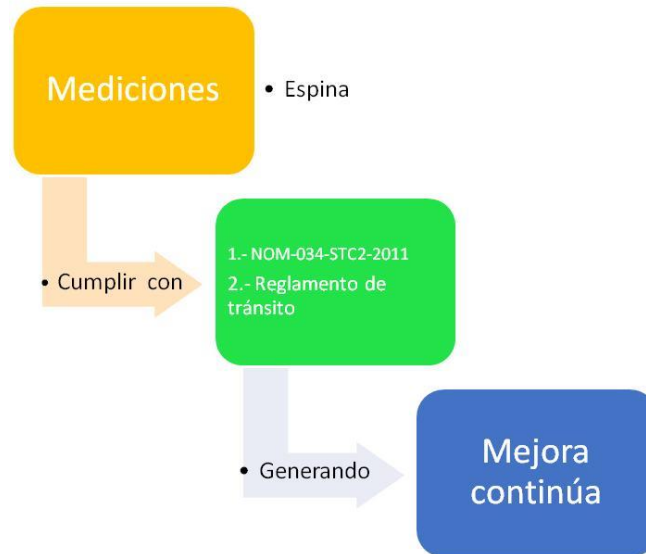 Mediciones
• Espina
• Cumplir con
1.- NOM-034-STC2-2011
2.- Reglamento de
tránsito
• Generando
Mejora
continúa